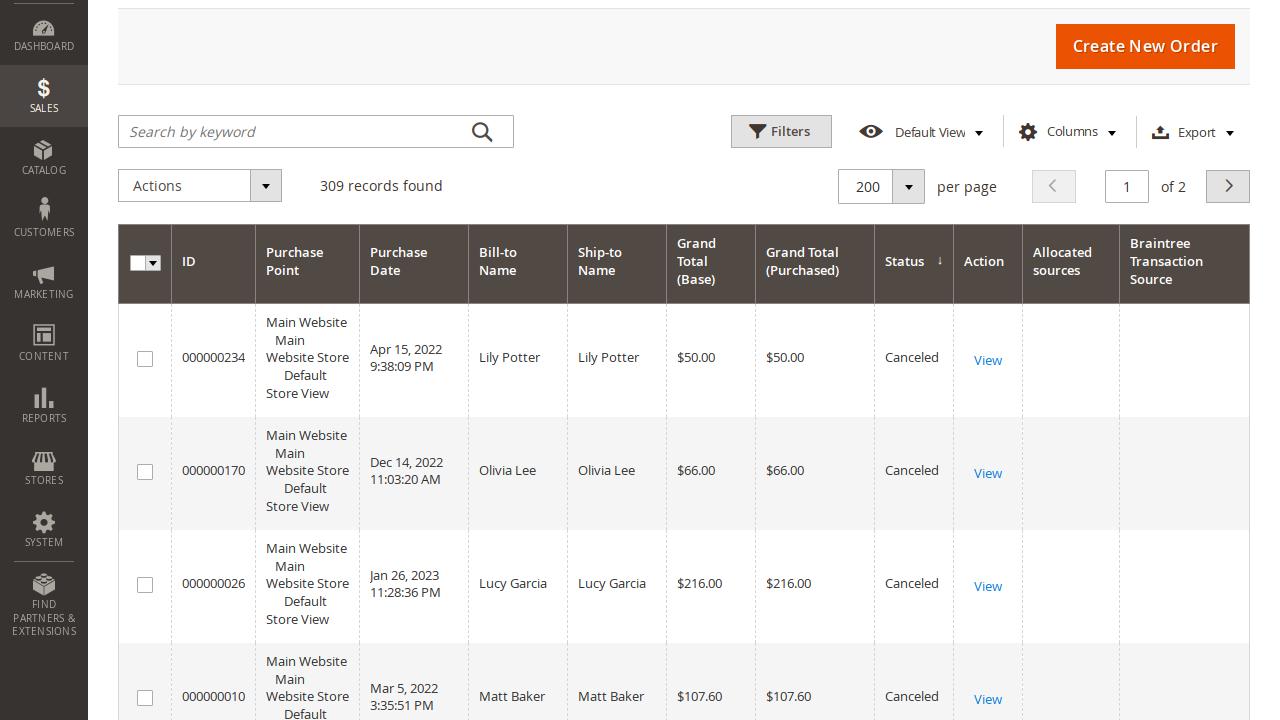 DASHBOARD
SALES
CATALOG
CUSTOMERS
MARKETING
CONTENT
REPORTS
STORES
SYSTEM
FIND
PARTNERS &
EXTENSIONS
Create New Order
Search by keyword
Filters
Default View
Columns
Export
Actions
309 records found
200
per page
1
of 2
ID
Purchase
Point
Purchase
Date
Bill-to
Name
Ship-to
Name
Grand
Total
(Base)
Grand Total
(Purchased)
Status ↓
Action
Allocated
sources
Braintree
Transaction
Source
000000234
Main Website
Main
Website Store
Default
Store View
Apr 15, 2022
9:38:09 PM
Lily Potter
Lily Potter
$50.00
$50.00
Canceled
View
000000170
Main Website
Main
Website Store
Default
Store View
Dec 14, 2022
11:03:20 AM
Olivia Lee
Olivia Lee
$66.00
$66.00
Canceled
View
000000026
Main Website
Main
Website Store
Default
Store View
Jan 26, 2023
11:28:36 PM
Lucy Garcia
Lucy Garcia
$216.00
$216.00
Canceled
View
000000010
Main Website
Main
Website Store
Default
Mar 5, 2022
3:35:51 PM
Matt Baker
Matt Baker
$107.60
$107.60
Canceled
View